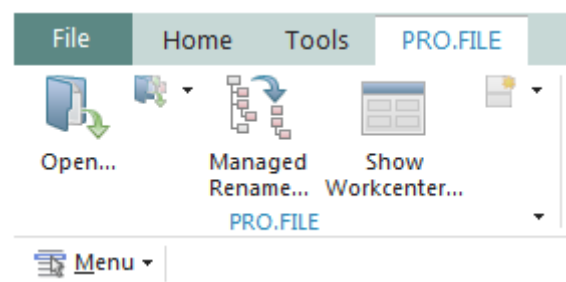 File Home Tools PRO.FILE
Open... Managed Show
Rename... Workcenter...
PRO.FILE
Menu